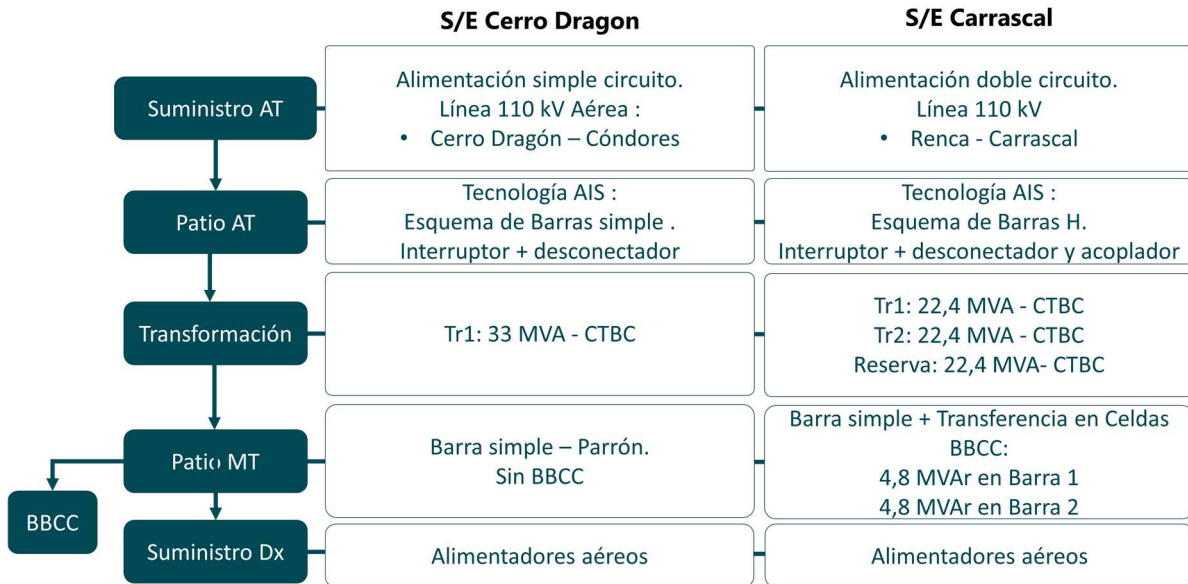 S/E Cerro Dragon
S/E Carrascal
Suministro AT
Alimentación simple circuito.
Línea 110 kV Aérea :
• Cerro Dragón – Cóndores
Alimentación doble circuito.
Línea 110 kV
• Renca - Carrascal
Patio AT
Tecnología AIS :
Esquema de Barras simple .
Interruptor + desconectador
Tecnología AIS :
Esquema de Barras H.
Interruptor + desconectador y acoplador
Transformación
Tr1: 33 MVA - CTBC
Tr1: 22,4 MVA - CTBC
Tr2: 22,4 MVA - CTBC
Reserva: 22,4 MVA- CTBC
Patio MT
Barra simple – Parrón.
Sin BBCC
Barra simple + Transferencia en Celdas
BBCC:
4,8 MVAr en Barra 1
4,8 MVAr en Barra 2
BBCC
Suministro Dx
Alimentadores aéreos
Alimentadores aéreos